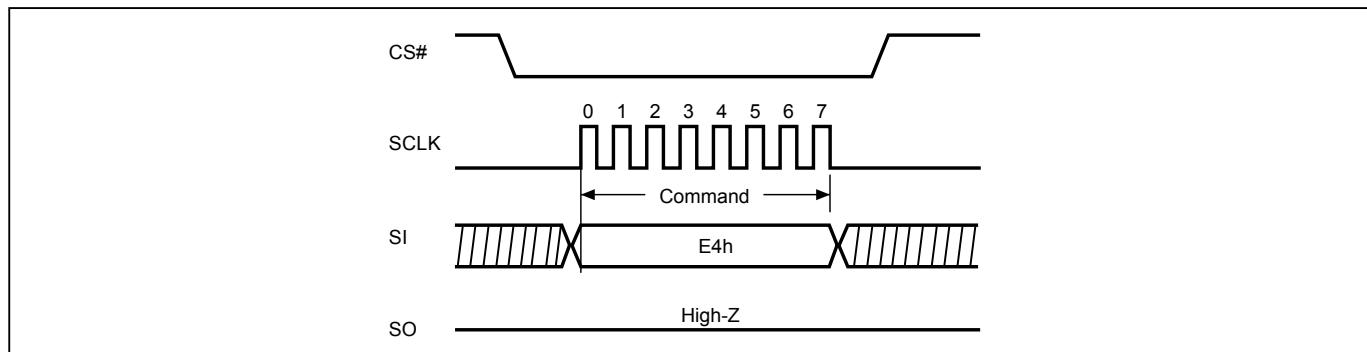 CS#
0 1 2 3 4 5 6 7
SCLK
Command
SI
E4h
High-Z
SO